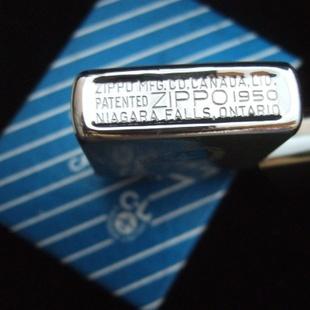 ZIPPO MFG.CO.CANADA,LTD.
PATENTED ZIPPO 1950
NIAGARA FALLS, ONTARIO